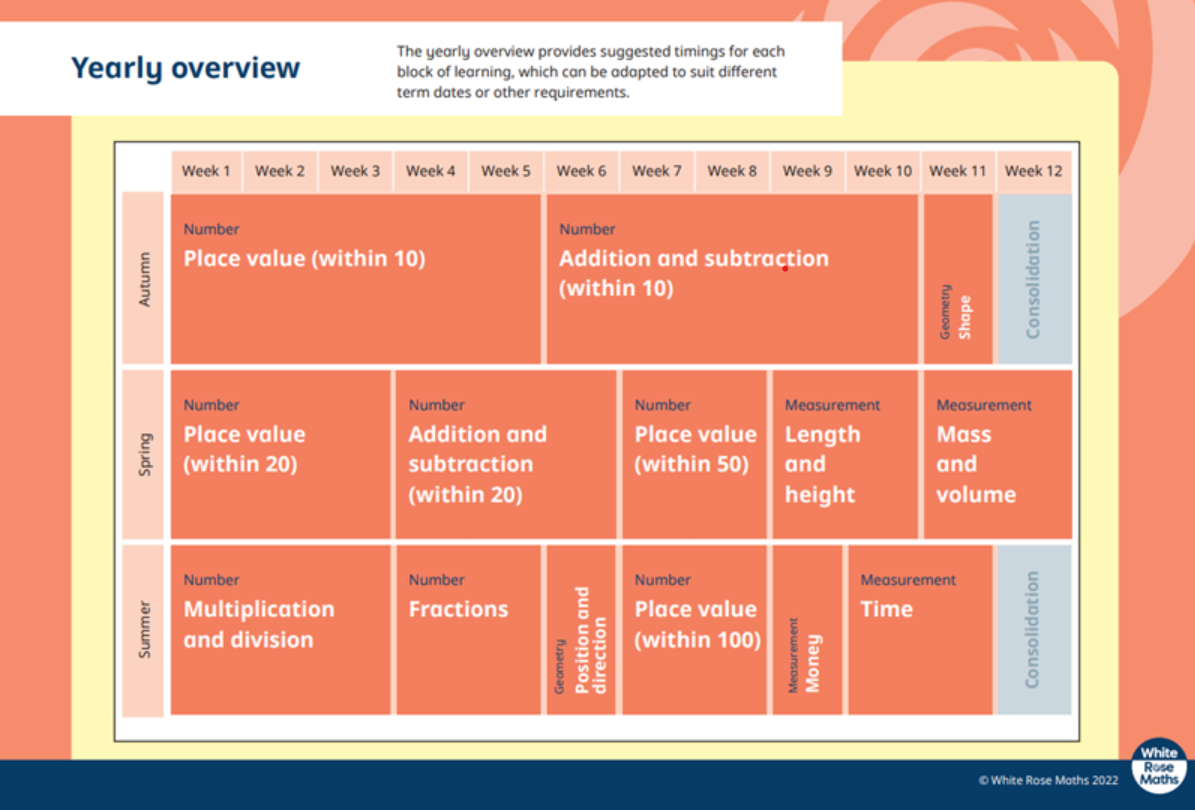 Yearly overview
The yearly overview provides suggested timings for each
block of learning, which can be adapted to suit different
term dates or other requirements.
Week 1 Week 2 Week 3 Week 4 Week 5 Week 6 Week 7 Week 8 Week 9 Week 10 Week 11 Week 12
Autumn
Number
Place value (within 10)
Number
Addition and subtraction
(within 10)
Geometry
Shape
Consolidation
Spring
Number
Place value
(within 20)
Number
Addition and
subtraction
(within 20)
Number
Place value
(within 50)
Measurement
Length
and
height
Measurement
Mass
and
volume
Summer
Number
Multiplication
and division
Number
Fractions
Geometry
Position and
direction
Number
Place value
(within 100)
Measurement
Money
Measurement
Time
Consolidation
© White Rose Maths 2022
White
Rose
Maths